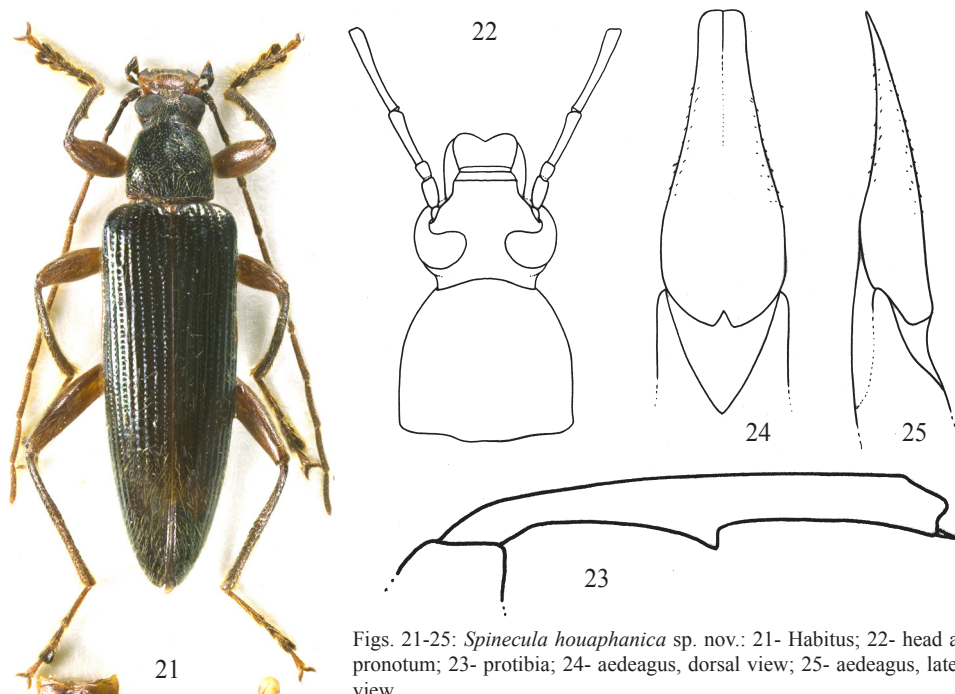 22
21
24
25
23
Figs. 21-25: Spinecula houaphanica sp. nov.: 21- Habitus; 22- head
pronotum; 23- protibia; 24- aedeagus, dorsal view; 25- aedeagus,
view